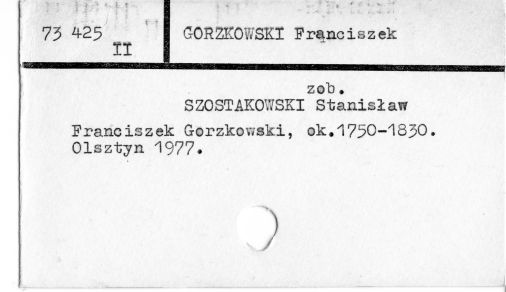 73 425 II
GORZKOWSKI Franciszek
zob.
SZOSTAKOWSKI Stanisław
Franciszek Gorzkowski, ok.1750-1830.
Olsztyn 1977.